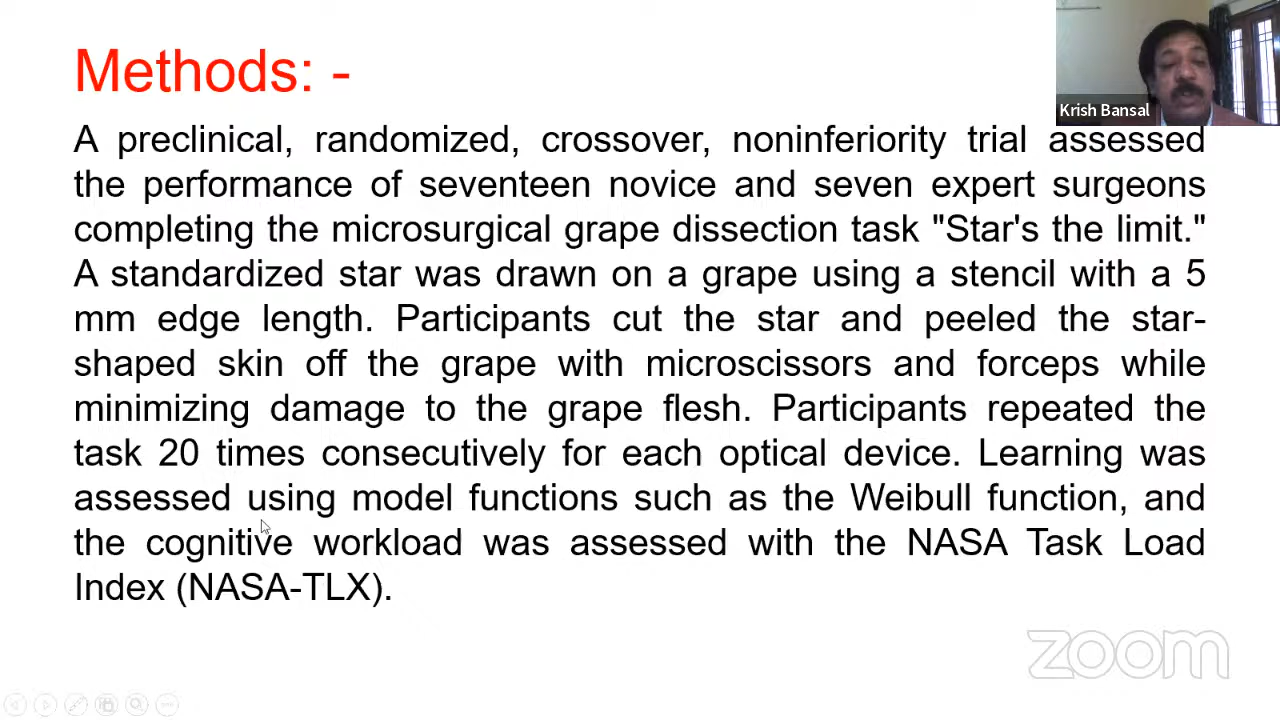 Methods: -
Krish Bansal
A preclinical, randomized, crossover, noninferiority trial assessed
the performance of seventeen novice and seven expert surgeons
completing the microsurgical grape dissection task "Star's the limit."
A standardized star was drawn on a grape using a stencil with a 5
mm edge length. Participants cut the star and peeled the star-
shaped skin off the grape with microscissors and forceps while
minimizing damage to the grape flesh. Participants repeated the
task 20 times consecutively for each optical device. Learning was
assessed using model functions such as the Weibull function, and
the cognitive workload was assessed with the NASA Task Load
Index (NASA-TLX).
zoom